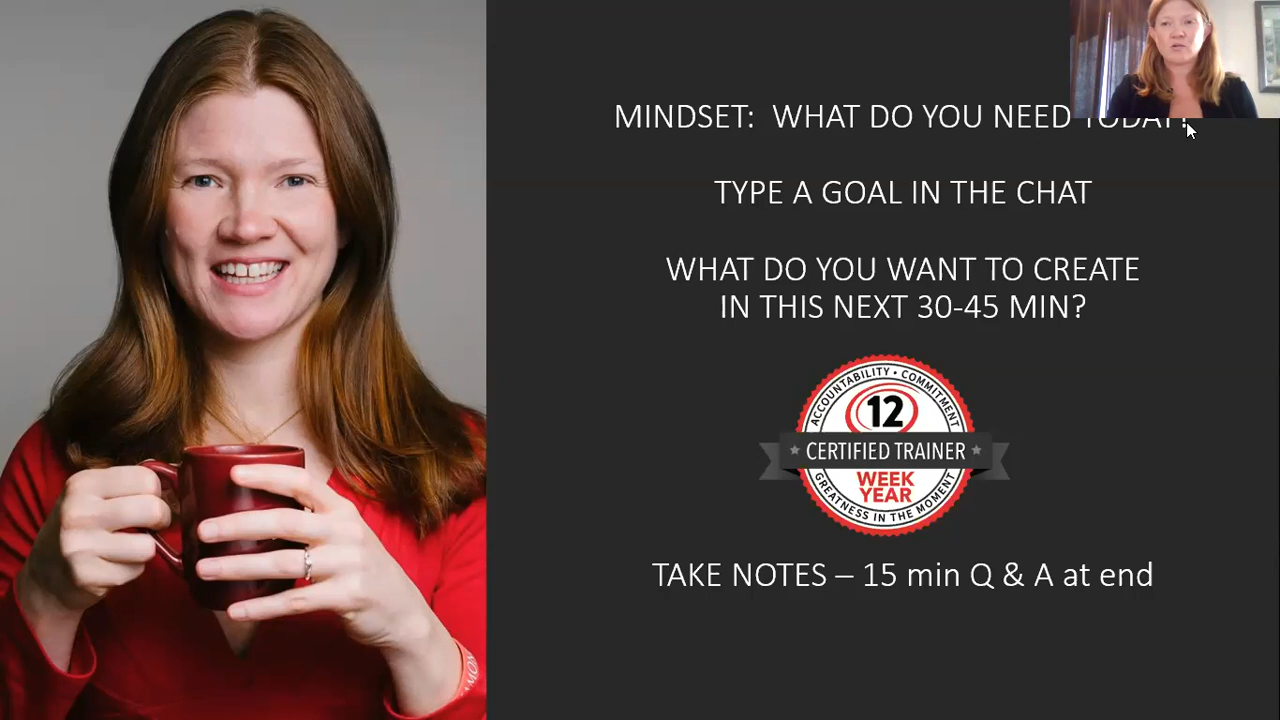 MINDSET:  WHAT DO YOU NEED TODAY?
TYPE A GOAL IN THE CHAT
WHAT DO YOU WANT TO CREATE
IN THIS NEXT 30-45 MIN?
ACCOUNTABILITY • COMMITMENT
12
CERTIFIED TRAINER
WEEK
YEAR
GREATNESS IN THE MOMENT
TAKE NOTES – 15 min Q & A at end